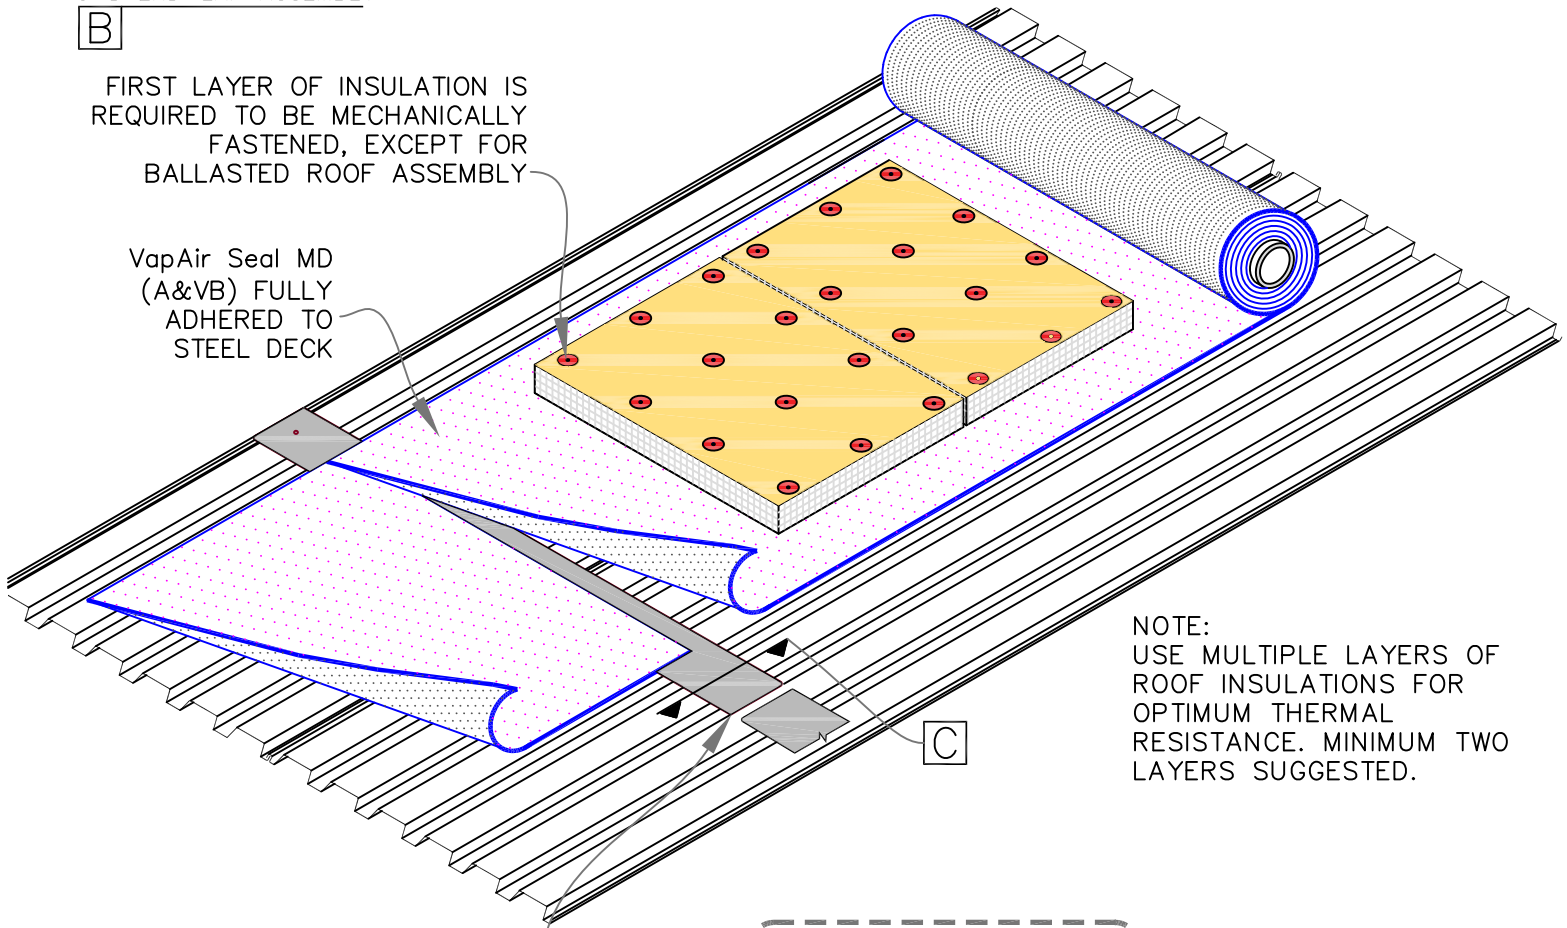 B
FIRST LAYER OF INSULATION IS
REQUIRED TO BE MECHANICALLY
FASTENED, EXCEPT FOR
BALLASTED ROOF ASSEMBLY
VapAir Seal MD
(A&VB) FULLY
ADHERED TO
STEEL DECK
NOTE:
USE MULTIPLE LAYERS OF
ROOF INSULATIONS FOR
OPTIMUM THERMAL
RESISTANCE. MINIMUM TWO
LAYERS SUGGESTED.
C